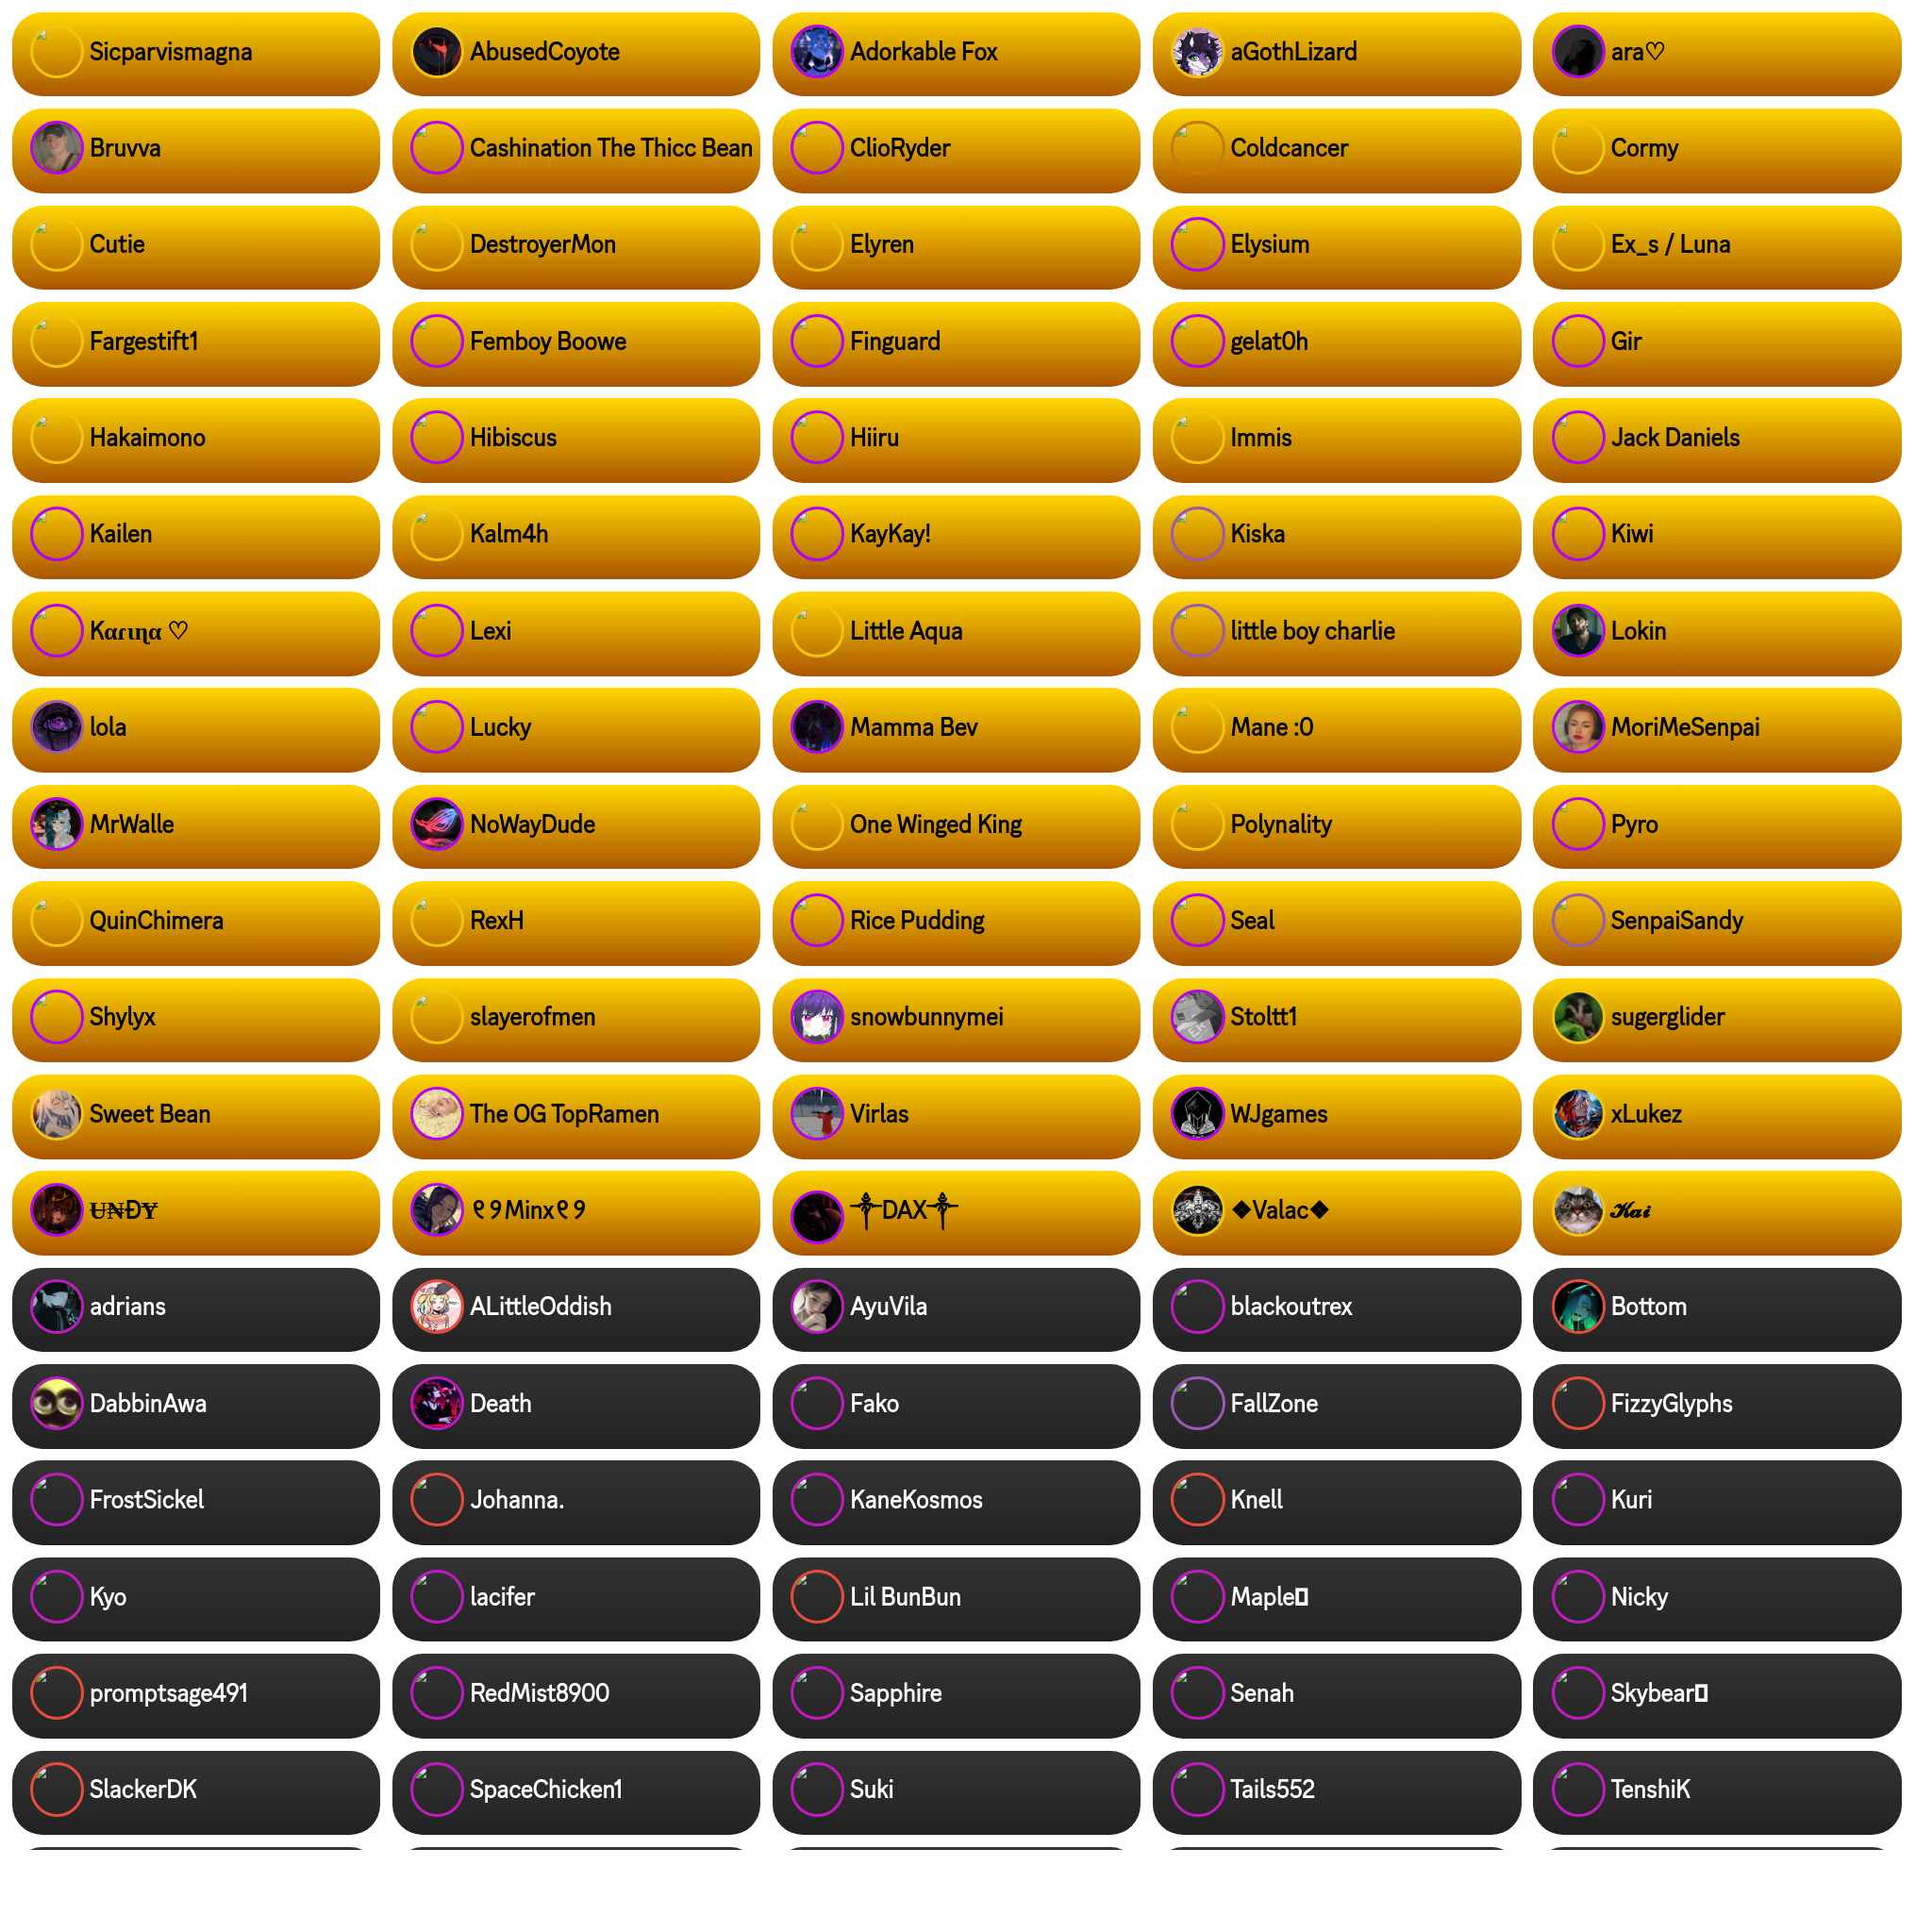 Sicparvismagna
AbusedCoyote
Adorkable Fox
aGothLizard
ara♡
Bruvva
Cashination The Thicc Bean
ClioRyder
Coldcancer
Cormy
Cutie
DestroyerMon
Elyren
Elysium
Ex_s / Luna
Fargestift1
Femboy Boowe
Finguard
gelat0h
Gir
Hakaimono
Hibiscus
Hiiru
Immis
Jack Daniels
Kailen
Kalm4h
KayKay!
Kiska
Kiwi
Kαɾιɳα ♡
Lexi
Little Aqua
little boy charlie
Lokin
lola
Lucky
Mamma Bev
Mane :0
MoriMeSenpai
MrWalle
NoWayDude
One Winged King
Polynality
Pyro
QuinChimera
RexH
Rice Pudding
Seal
SenpaiSandy
Shylyx
slayerofmen
snowbunnymei
Stoltt1
sugerglider
Sweet Bean
The OG TopRamen
Virlas
WJgames
xLukez
U̶₦ĐɎ
୧୨Minx୧୨
༒DAX༒
❖Valac❖
𝓚𝓪𝓲
adrians
ALittleOddish
AyuVila
blackoutrex
Bottom
DabbinAwa
Death
Fako
FallZone
FizzyGlyphs
FrostSickel
Johanna.
KaneKosmos
Knell
Kuri
Kyo
lacifer
Lil BunBun
Maple
Nicky
promptsage491
RedMist8900
Sapphire
Senah
Skybear
SlackerDK
SpaceChicken1
Suki
Tails552
TenshiK